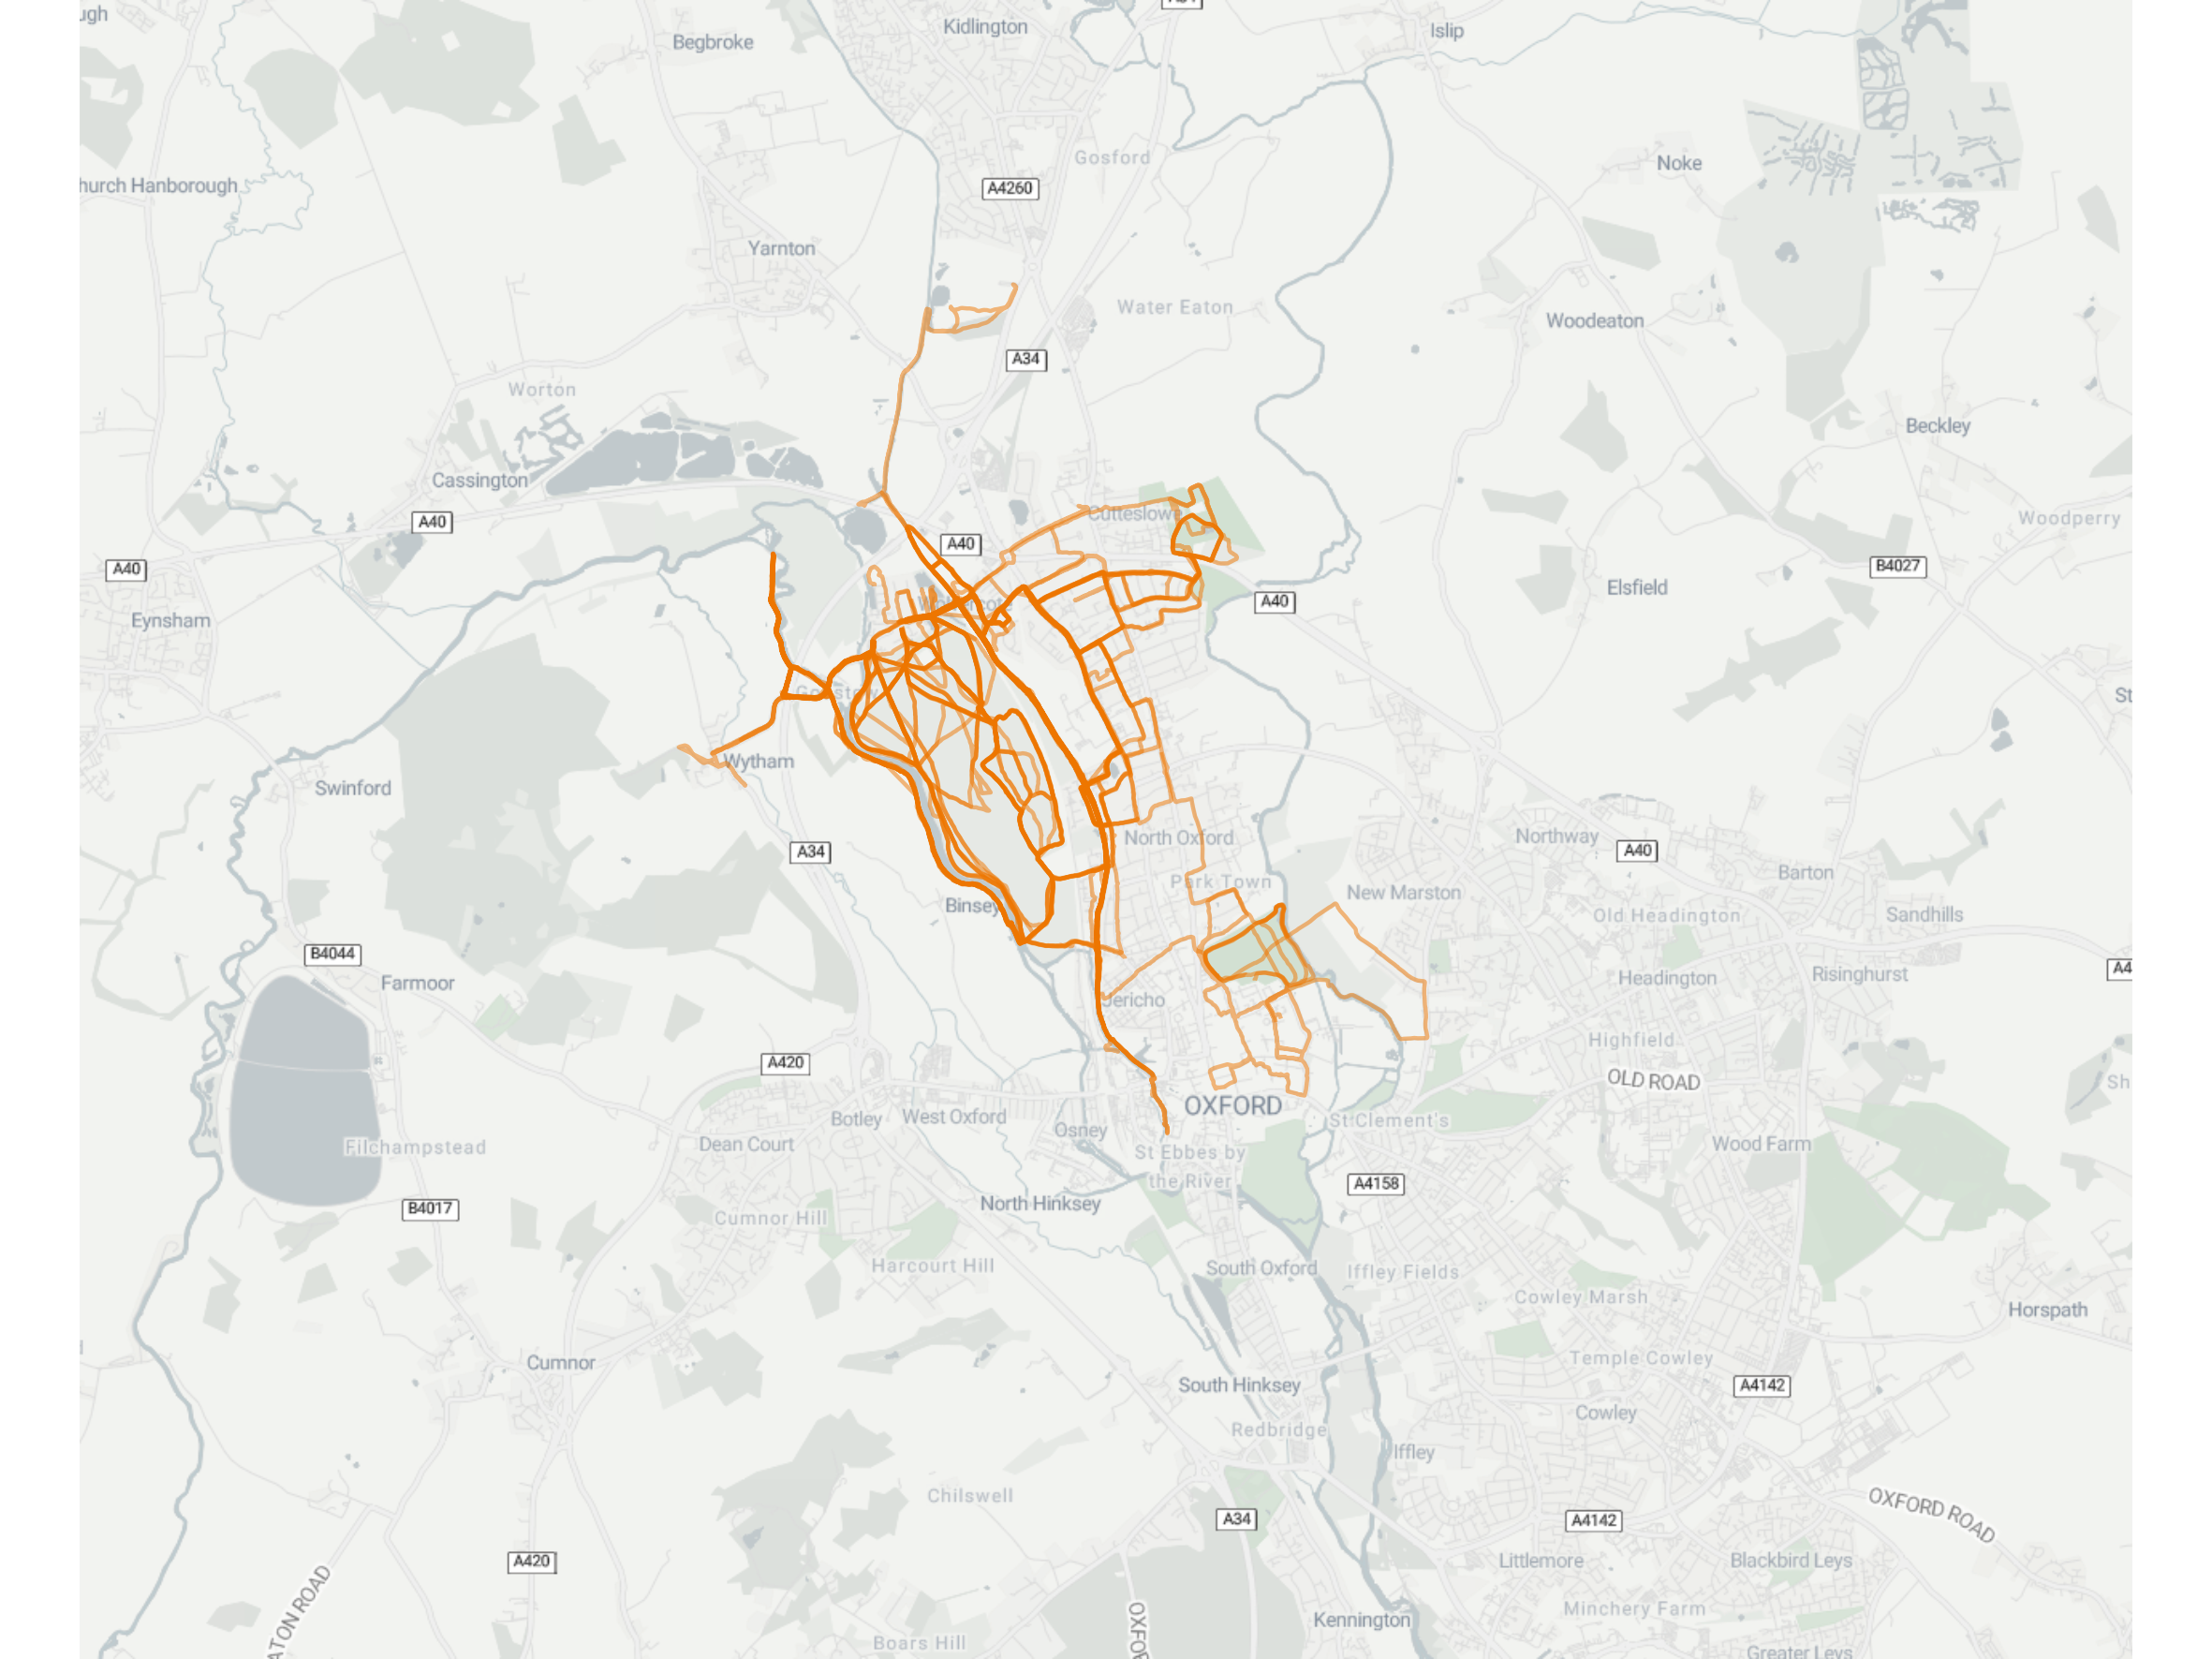 Kidlington
Islip
Begbroke
Gosford
Noke
Church Hanborough
A4260
Yarnton
Water Eaton
Woodeaton
A34
Worton
Beckley
Cassington
Cutteslowe
Woodperry
A40
A40
A40
B4027
Elsfield
A40
Wolvercote
Eynsham
Godstow
Wytham
Swinford
North Oxford
Northway
A34
A40
Barton
Park Town
New Marston
Binsey
Old Headington
Sandhills
B4044
Farmoor
Headington
Risinghurst
A4
Jericho
Highfield
A420
OLD ROAD
Sh
OXFORD
Botley
West Oxford
St Clement's
Osney
Filchampstead
Dean Court
Wood Farm
St Ebbes by
the River
A4158
B4017
North Hinksey
Cumnor Hill
Harcourt Hill
South Oxford
Iffley Fields
Cowley Marsh
Horspath
Cumnor
Temple Cowley
South Hinksey
A4142
Cowley
Redbridge
Iffley
Chilswell
OXFORD ROAD
A34
A4142
A420
Littlemore
Blackbird Leys
ATON ROAD
Minchery Farm
Kennington
OXFO
Boars Hill
Greater Leys